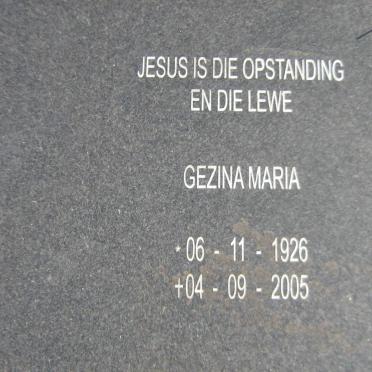 JESUS IS DIE OPSTANDING
EN DIE LEWE
GEZINA MARIA
* 06 - 11 - 1926
+04 - 09 - 2005